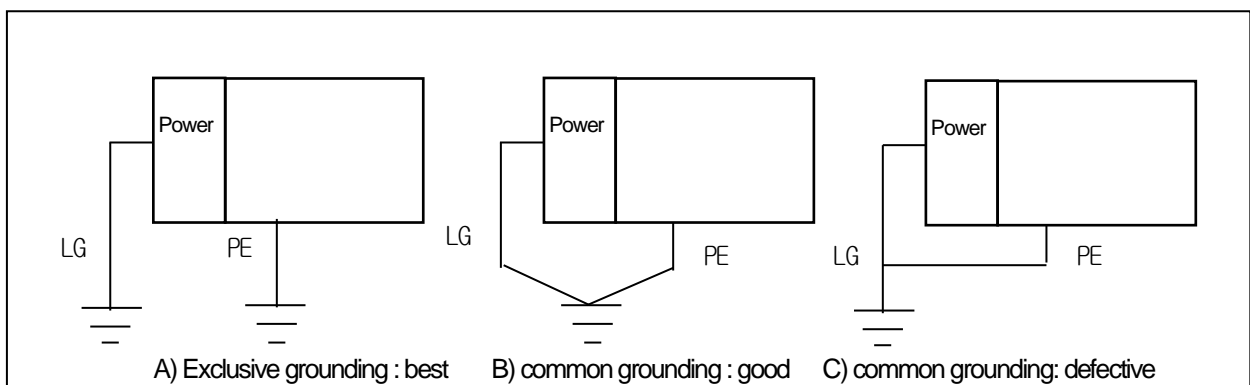 Power
Power
Power
LG
PE
LG
PE
LG
PE
A) Exclusive grounding : best
B) common grounding : good
C) common grounding: defective